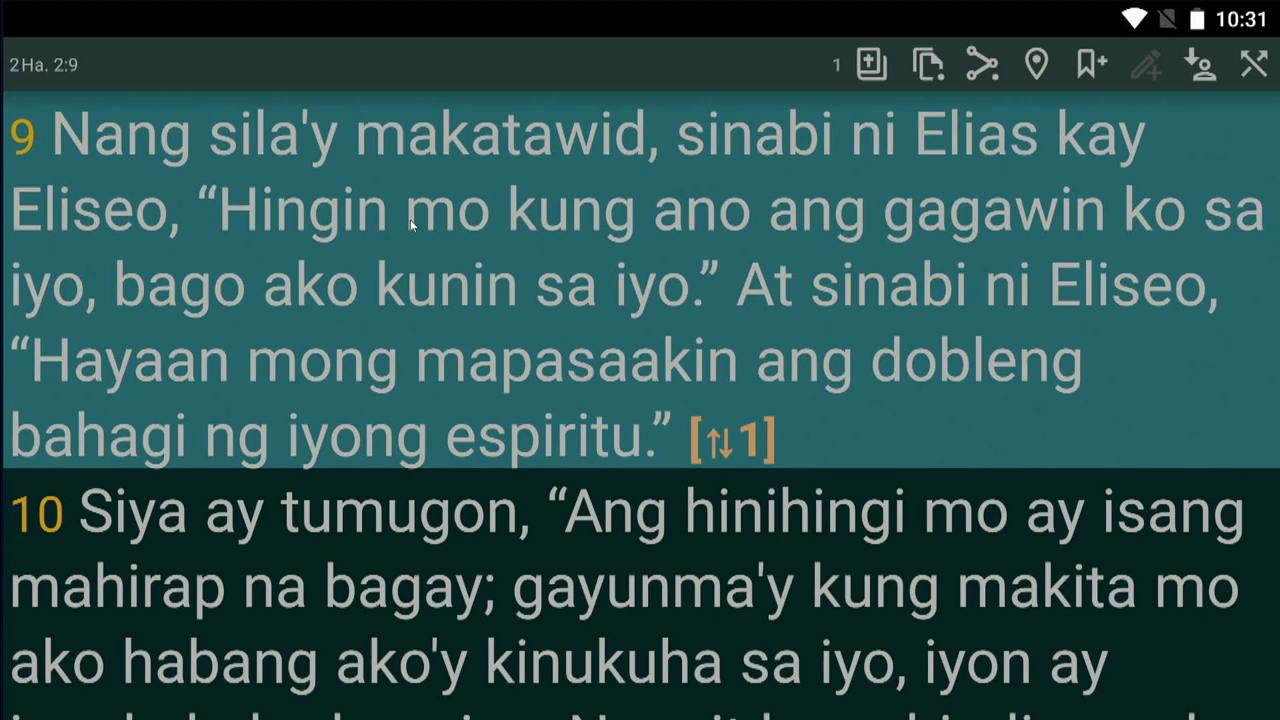 10:31
2Ha. 2:9 1
9 Nang sila'y makatawid, sinabi ni Elias kay
Eliseo, “Hingin mo kung ano ang gagawin ko sa
iyo, bago ako kunin sa iyo.” At sinabi ni Eliseo,
“Hayaan mong mapasaakin ang dobleng
bahagi ng iyong espiritu.” [⇅1]
10 Siya ay tumugon, “Ang hinihingi mo ay isang
mahirap na bagay; gayunma'y kung makita mo
ako habang ako'y kinukuha sa iyo, iyon ay